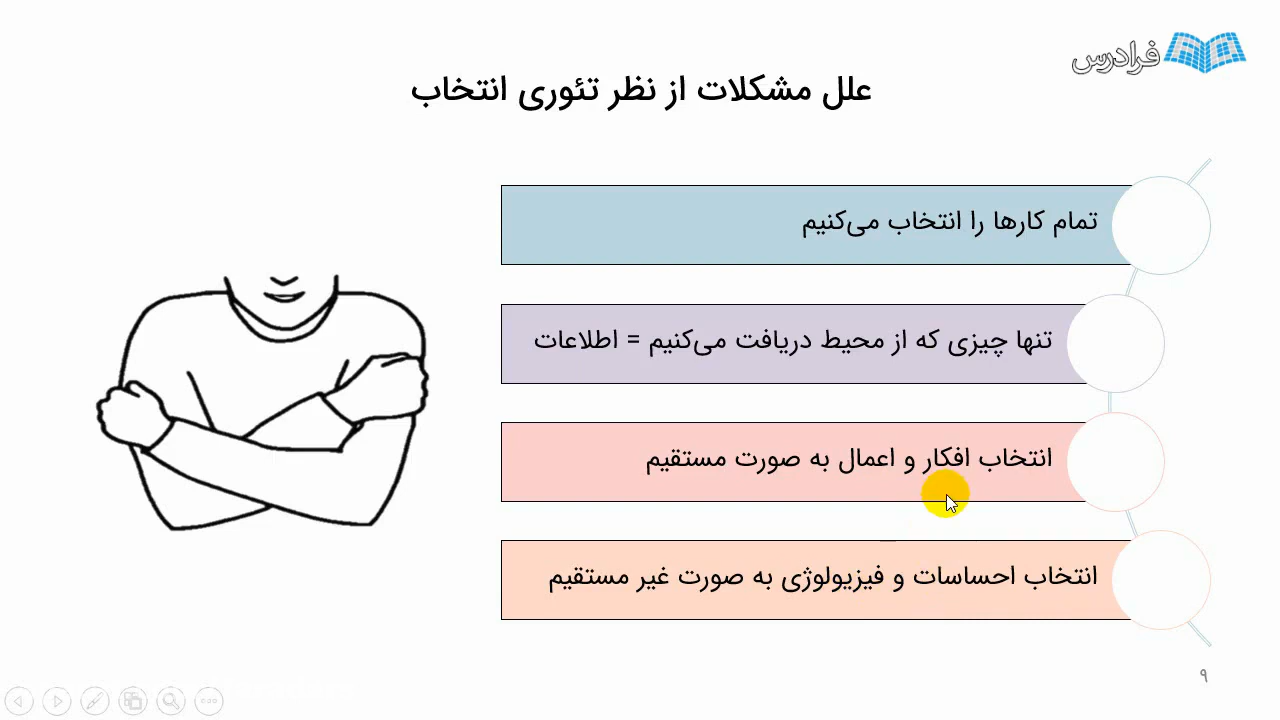 فرادرس
علل مشکلات از نظر تئوری انتخاب
تمام کارها را انتخاب می‌کنیم
تنها چیزی که از محیط دریافت می‌کنیم = اطلاعات
انتخاب افکار و اعمال به صورت مستقیم
انتخاب احساسات و فیزیولوژی به صورت غیر مستقیم
۹